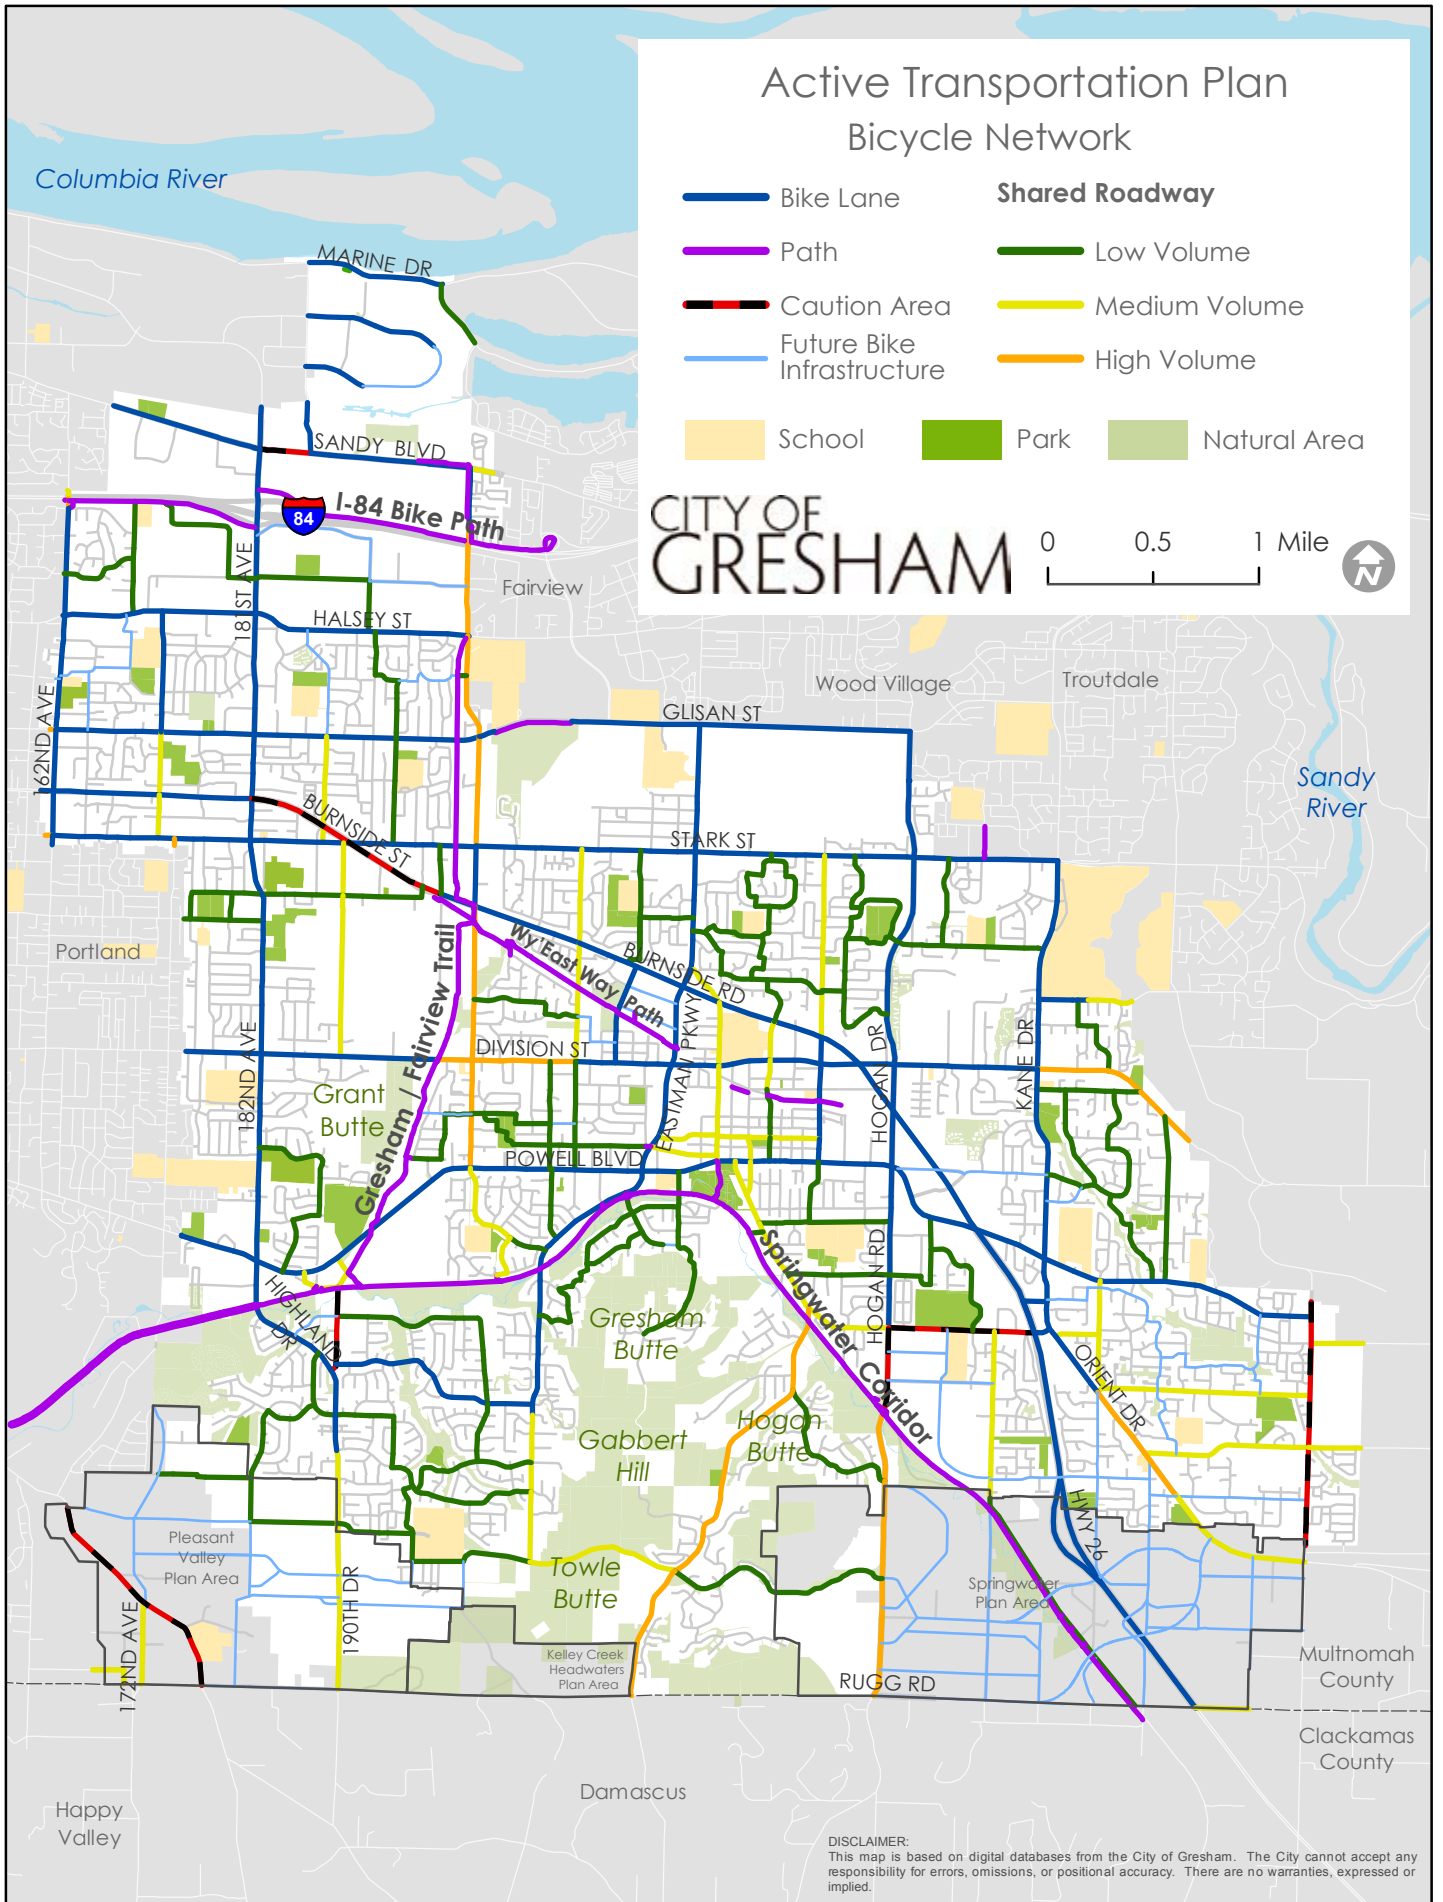 Active Transportation Plan
Bicycle Network
Bike Lane
Path
Caution Area
Future Bike
Infrastructure
Shared Roadway
Low Volume
Medium Volume
High Volume
School
Park
Natural Area
CITY OF
GRESHAM
0 0.5 1 Mile
N
Columbia River
MARINE DR
SANDY BLVD
I-84 Bike Path
84
181ST AVE
Fairview
HALSEY ST
162ND AVE
Wood Village
Troutdale
GLISAN ST
Sandy
River
BURNSIDE ST
STARK ST
Portland
Wy'East Way Path
BURNSIDE RD
Gresham / Fairview Trail
182ND AVE
DIVISION ST
EASTMAN PKWY
HOGAN DR
KANE DR
Grant
Butte
POWELL BLVD
Springwater Corridor
HOGAN RD
HIGHLAND
DR
Gresham
Butte
ORIENT DR
Hogan
Butte
Gabbert
Hill
HWY 26
Pleasant
Valley
Plan Area
Towle
Butte
Springwater
Plan Area
190TH DR
172ND AVE
Kelley Creek
Headwaters
Plan Area
RUGG RD
Multnomah
County
Clackamas
County
Damascus
Happy
Valley
DISCLAIMER:
This map is based on digital databases from the City of Gresham. The City cannot accept any
responsibility for errors, omissions, or positional accuracy. There are no warranties, expressed or
implied.